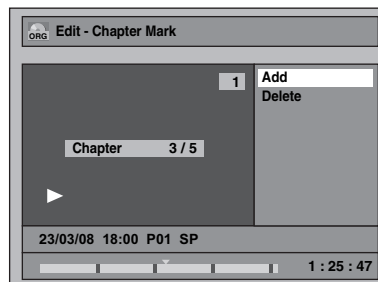 ORG Edit - Chapter Mark
1
Add
Delete
Chapter 3 / 5
23/03/08 18:00 P01 SP
1 : 25 : 47